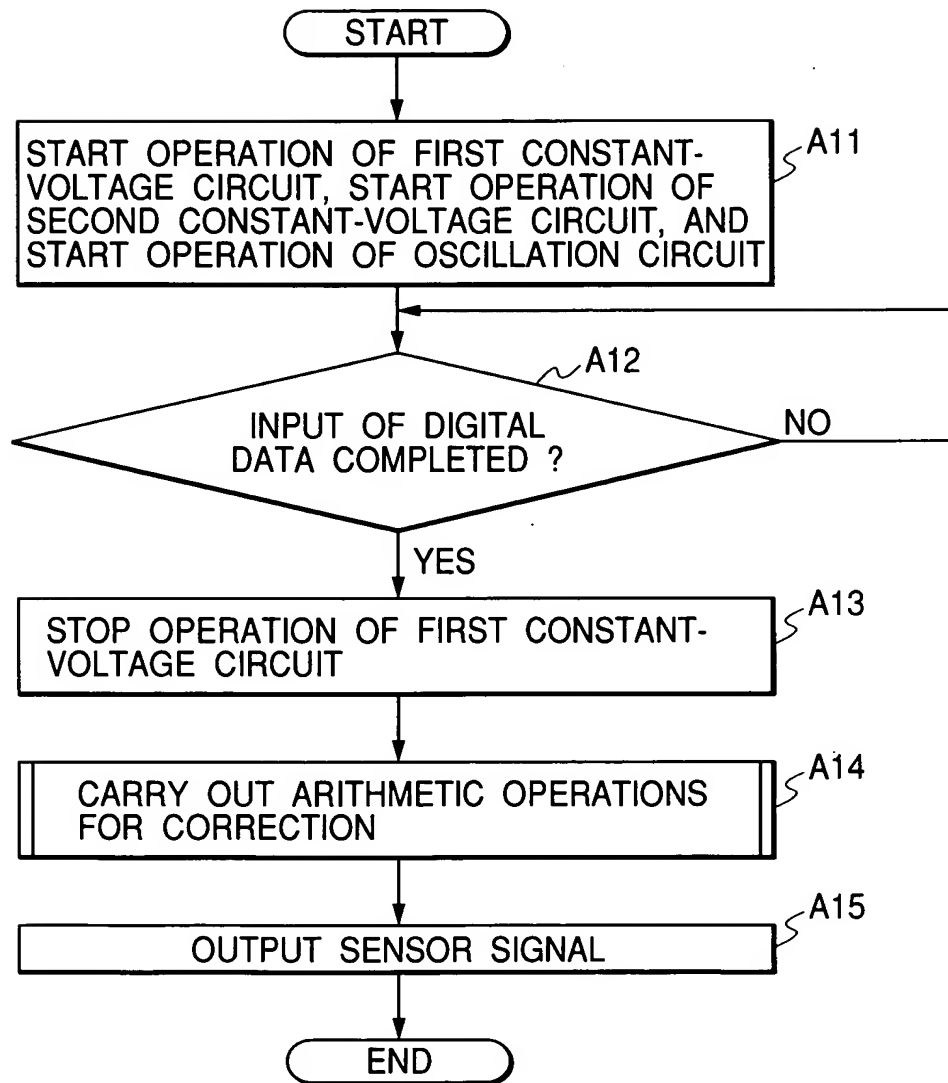 START
START OPERATION OF FIRST CONSTANT-
VOLTAGE CIRCUIT, START OPERATION OF
SECOND CONSTANT-VOLTAGE CIRCUIT, AND
START OPERATION OF OSCILLATION CIRCUIT
A11
A12
INPUT OF DIGITAL
DATA COMPLETED ?
NO
YES
STOP OPERATION OF FIRST CONSTANT-
VOLTAGE CIRCUIT
A13
CARRY OUT ARITHMETIC OPERATIONS
FOR CORRECTION
A14
OUTPUT SENSOR SIGNAL
A15
END